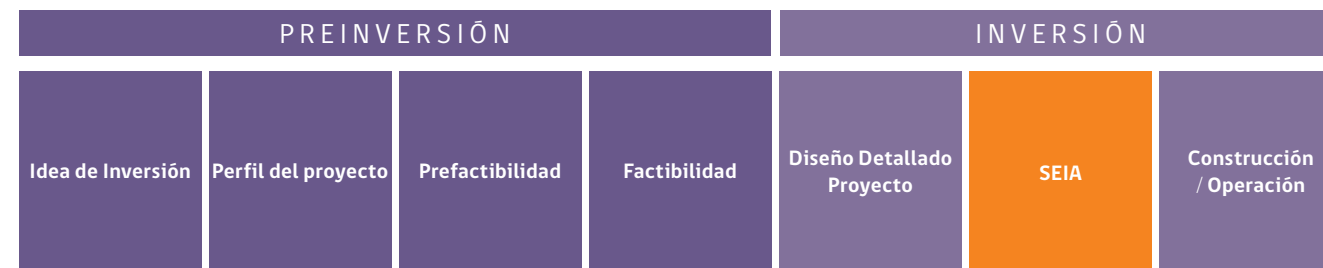 PREINVERSIÓN
INVERSIÓN
Idea de Inversión
Perfil del proyecto
Prefactibilidad
Factibilidad
Diseño Detallado
Proyecto
SEIA
Construcción
/ Operación